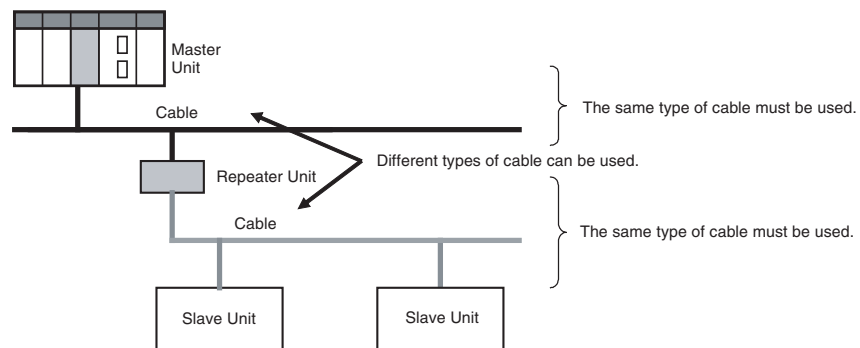 Master
Unit
Cable
The same type of cable must be used.
Different types of cable can be used.
Repeater Unit
Cable
The same type of cable must be used.
Slave Unit
Slave Unit